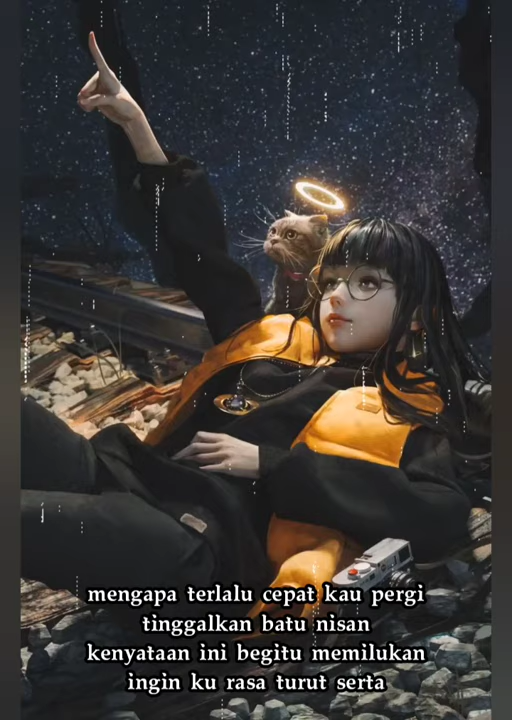 mengapa terlalu cepat kau pergi
tinggalkan batu nisan
kenyataan ini begitu memilukan
ingin ku rasa turut serta